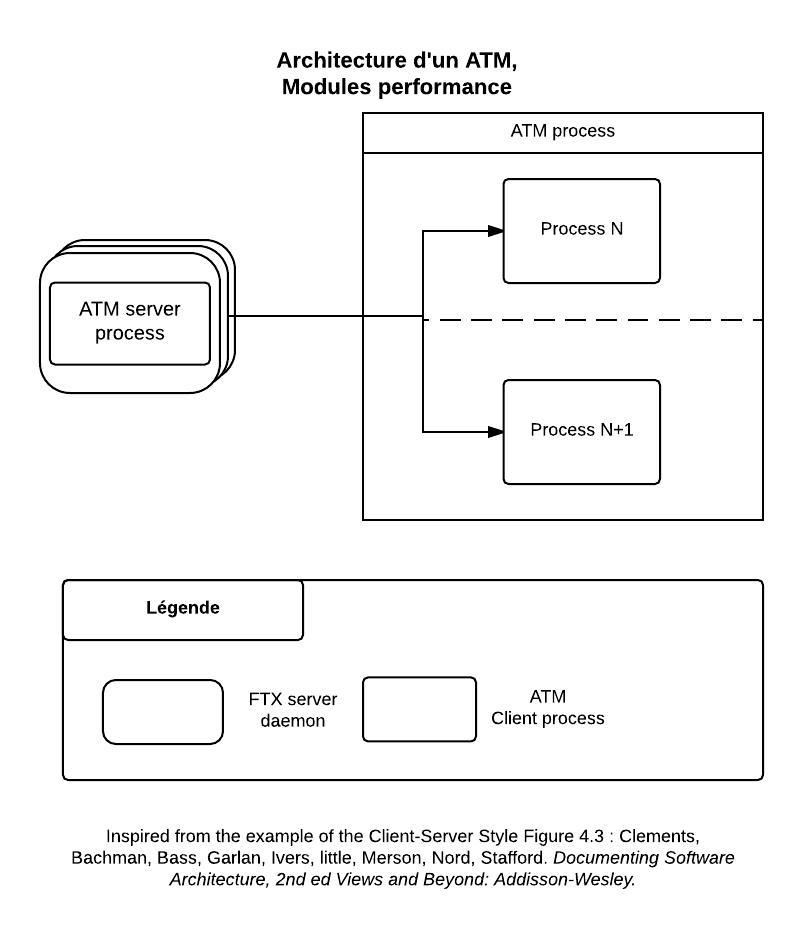 Architecture d'un ATM,
Modules performance
ATM process
Process N
ATM server
process
Process N+1
Légende
FTX server
daemon
ATM
Client process
Inspired from the example of the Client-Server Style Figure 4.3 : Clements,
Bachman, Bass, Garlan, Ivers, little, Merson, Nord, Stafford. Documenting Software
Architecture, 2nd ed Views and Beyond: Addisson-Wesley.